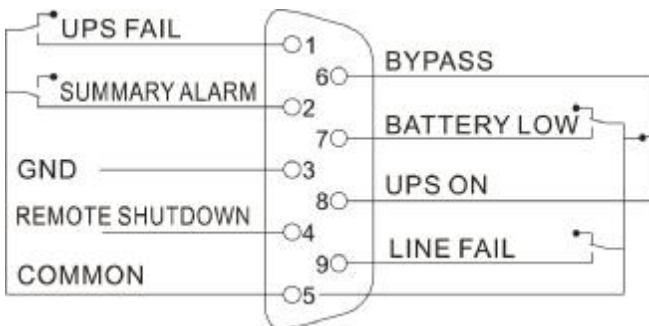 UPS FAIL 1
6 BYPASS
SUMMARY ALARM 2
7 BATTERY LOW
GND 3
8 UPS ON
REMOTE SHUTDOWN 4
9 LINE FAIL
COMMON 5